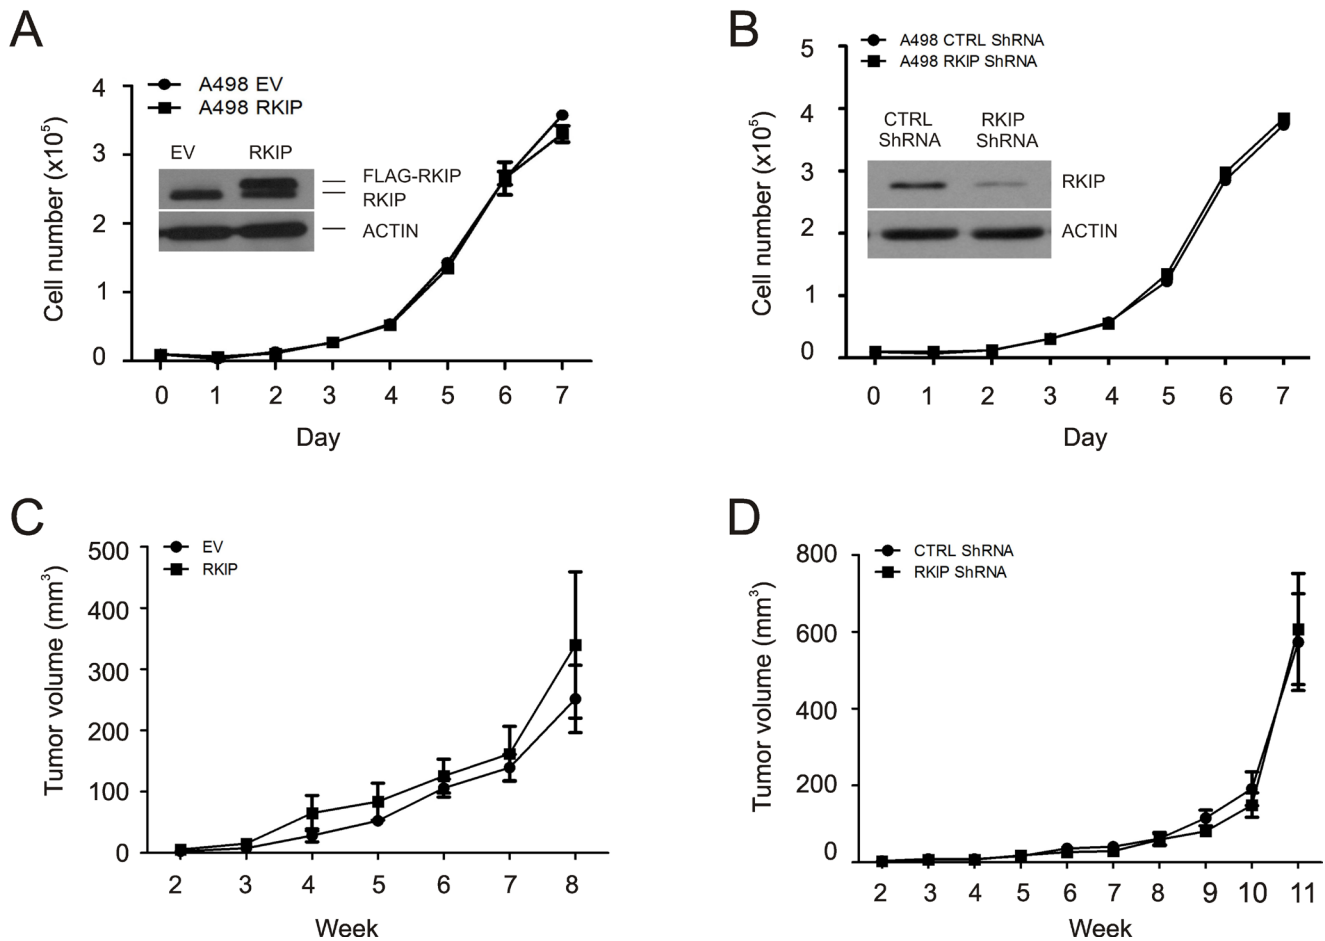 A
A498 EV
A498 RKIP
EV RKIP
FLAG-RKIP
RKIP
ACTIN
Cell number (x10⁵)
4
3
2
1
0
0 1 2 3 4 5 6 7
Day
B
A498 CTRL ShRNA
A498 RKIP ShRNA
CTRL ShRNA
RKIP ShRNA
RKIP
ACTIN
Cell number (x10⁵)
5
4
3
2
1
0
0 1 2 3 4 5 6 7
Day
C
EV
RKIP
Tumor volume (mm³)
500
400
300
200
100
0
2 3 4 5 6 7 8
Week
D
CTRL ShRNA
RKIP ShRNA
Tumor volume (mm³)
800
600
400
200
0
2 3 4 5 6 7 8 9 10 11
Week